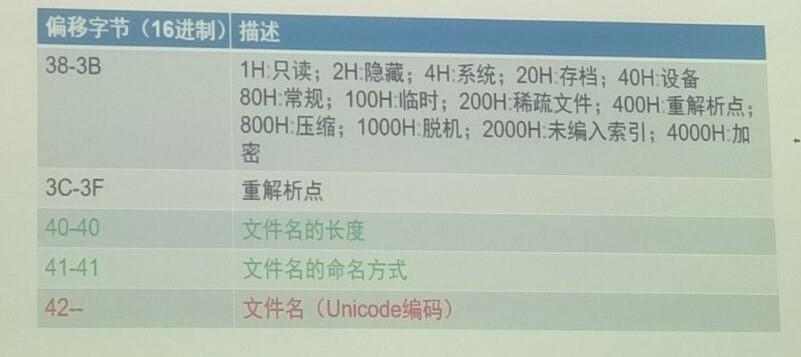 偏移字节（16进制） 描述
38-3B 1H:只读；2H:隐藏；4H:系统；20H:存档；40H:设备
80H:常规；100H:临时；200H:稀疏文件；400H:重解析点；
800H:压缩；1000H:脱机；2000H:未编入索引；4000H:加
密
3C-3F 重解析点
40-40 文件名的长度
41-41 文件名的命名方式
42-- 文件名（Unicode编码）